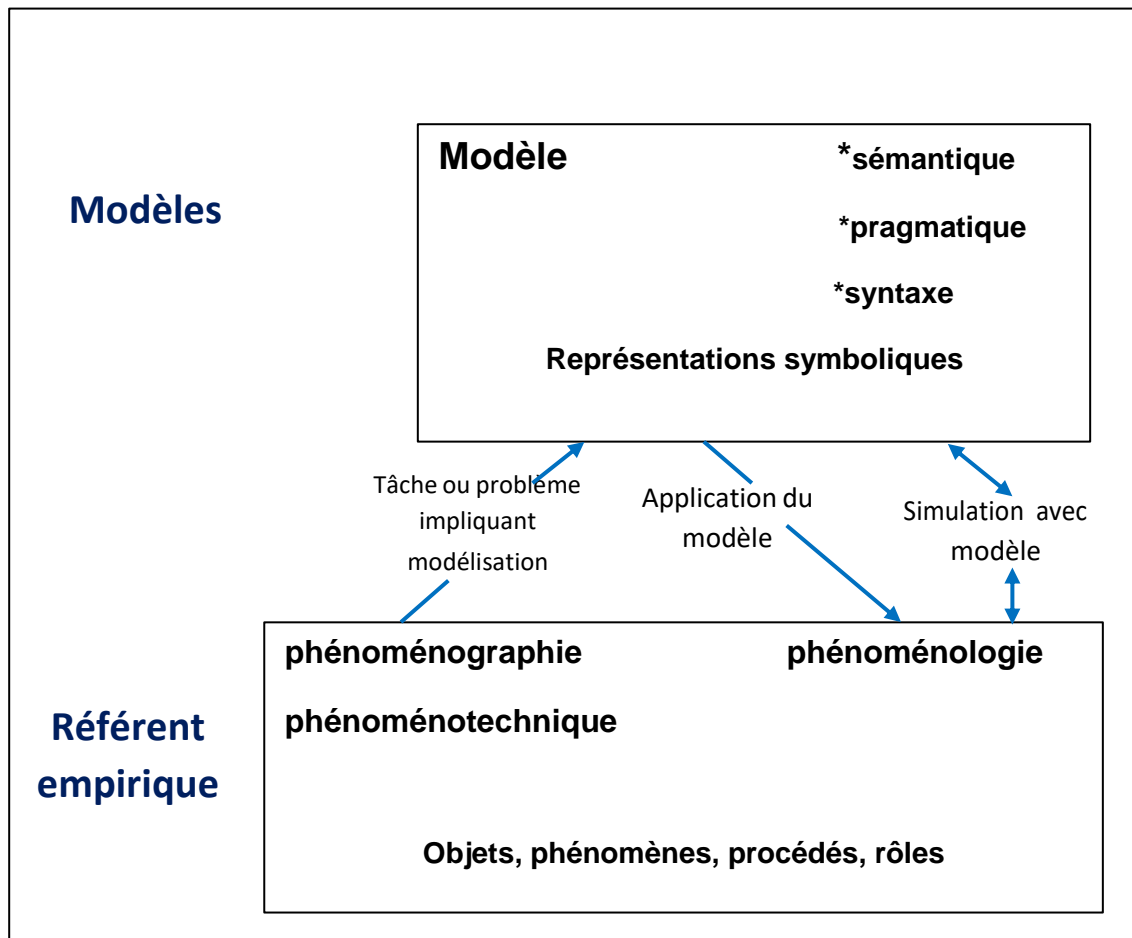 Modèles
Modèle
*sémantique
*pragmatique
*syntaxe
Représentations symboliques
Tâche ou problème
impliquant
modélisation
Application du
modèle
Simulation avec
modèle
Référent
empirique
phénoménographie
phénoménologie
phénoménotechnique
Objets, phénomènes, procédés, rôles